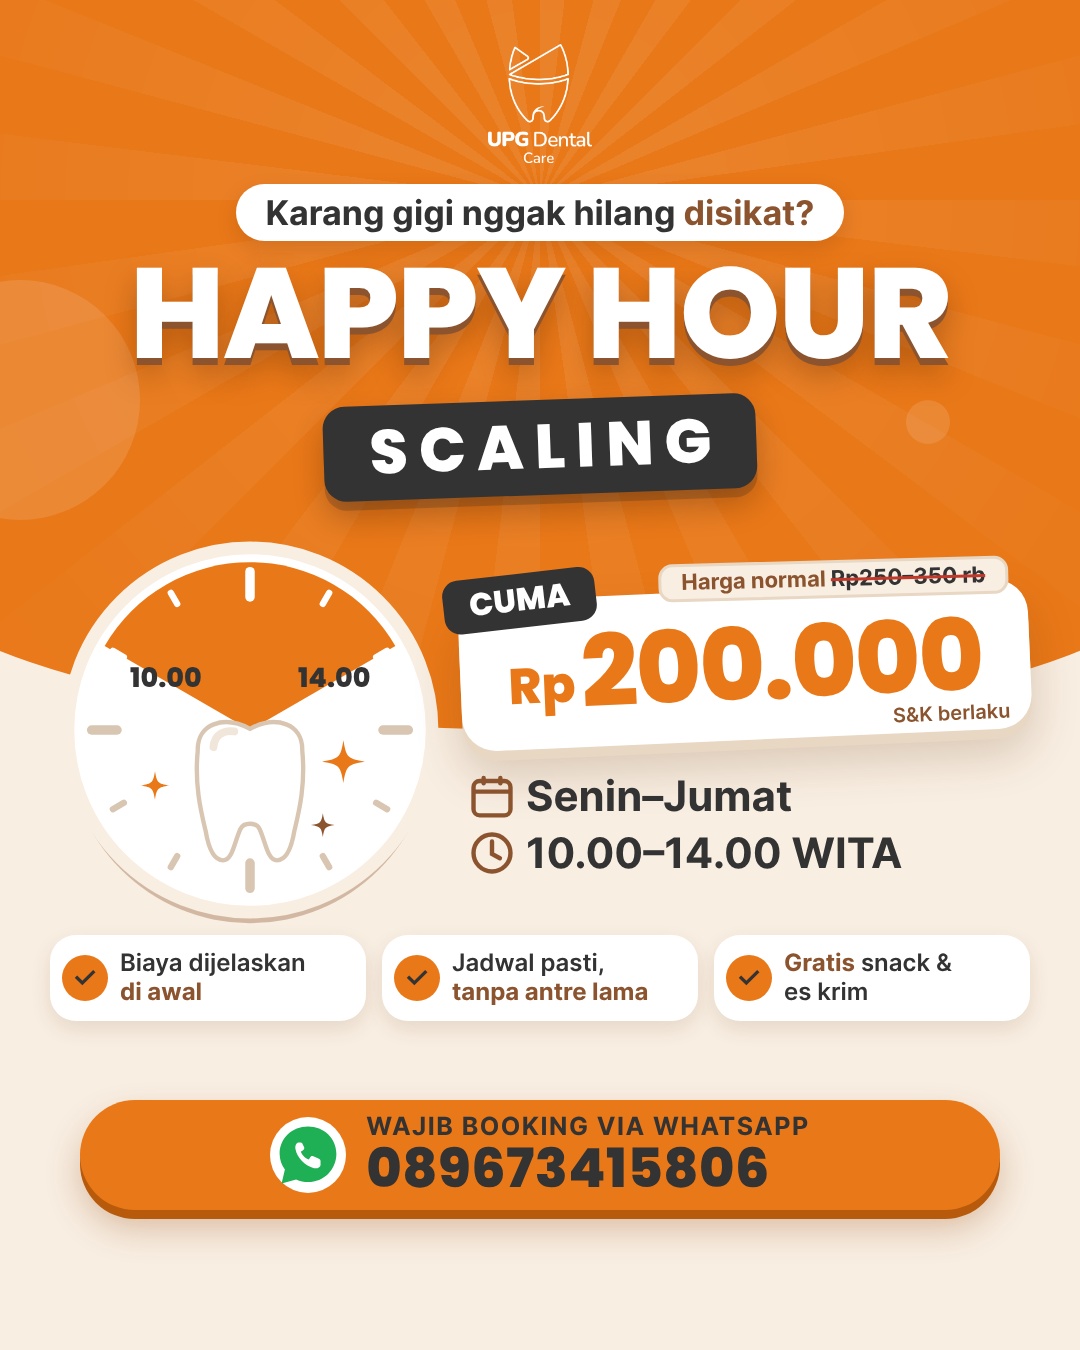 UPG Dental
Care
Karang gigi nggak hilang disikat?
HAPPY HOUR
SCALING
10.00
14.00
CUMA
Harga normal Rp250–350 rb
Rp200.000
S&K berlaku
Senin–Jumat
10.00–14.00 WITA
Biaya dijelaskan
di awal
Jadwal pasti,
tanpa antre lama
Gratis snack &
es krim
WAJIB BOOKING VIA WHATSAPP
089673415806